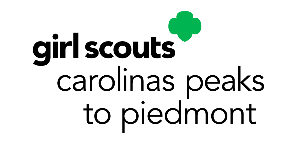 girl scouts
carolinas peaks
to piedmont